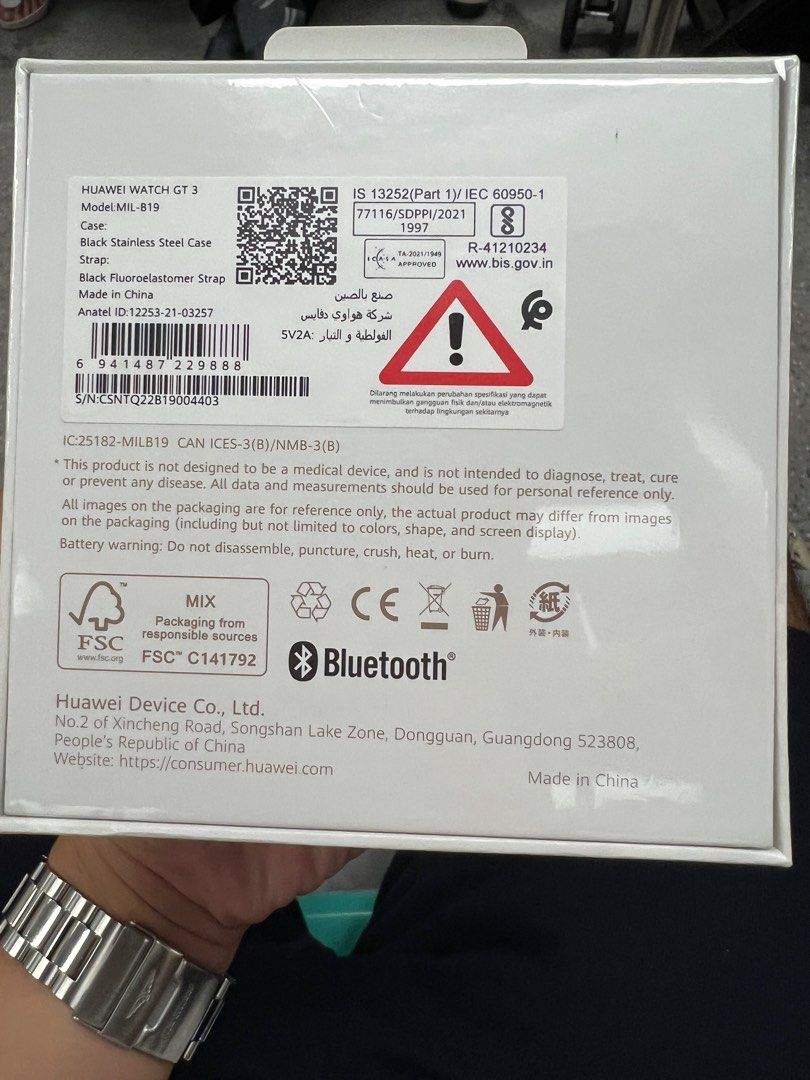 HUAWEI WATCH GT 3
Model:MIL-B19
Case:
Black Stainless Steel Case
Strap:
Black Fluoroelastomer Strap
Made in China
Anatel ID:12253-21-03257
6 941487 229888
S/N:CSNTQ22B19004403
IS 13252(Part 1)/ IEC 60950-1
77116/SDPPI/2021
1997
ICASA TA-2021/1949
APPROVED
R-41210234
www.bis.gov.in
صنع بالصين
شركة هواوي دفايس
الفولطية و التيار :5V2A
Dilarang melakukan perubahan spesifikasi yang dapat
menimbulkan gangguan fisik dan/atau elektromagnetik
terhadap lingkungan sekitarnya
IC:25182-MILB19 CAN ICES-3(B)/NMB-3(B)
* This product is not designed to be a medical device, and is not intended to diagnose, treat, cure
or prevent any disease. All data and measurements should be used for personal reference only.
All images on the packaging are for reference only, the actual product may differ from images
on the packaging (including but not limited to colors, shape, and screen display).
Battery warning: Do not disassemble, puncture, crush, heat, or burn.
FSC™
www.fsc.org
MIX
Packaging from
responsible sources
FSC™ C141792
CE
紙
外装・内装
Bluetooth®
Huawei Device Co., Ltd.
No.2 of Xincheng Road, Songshan Lake Zone, Dongguan, Guangdong 523808,
People's Republic of China
Website: https://consumer.huawei.com
Made in China